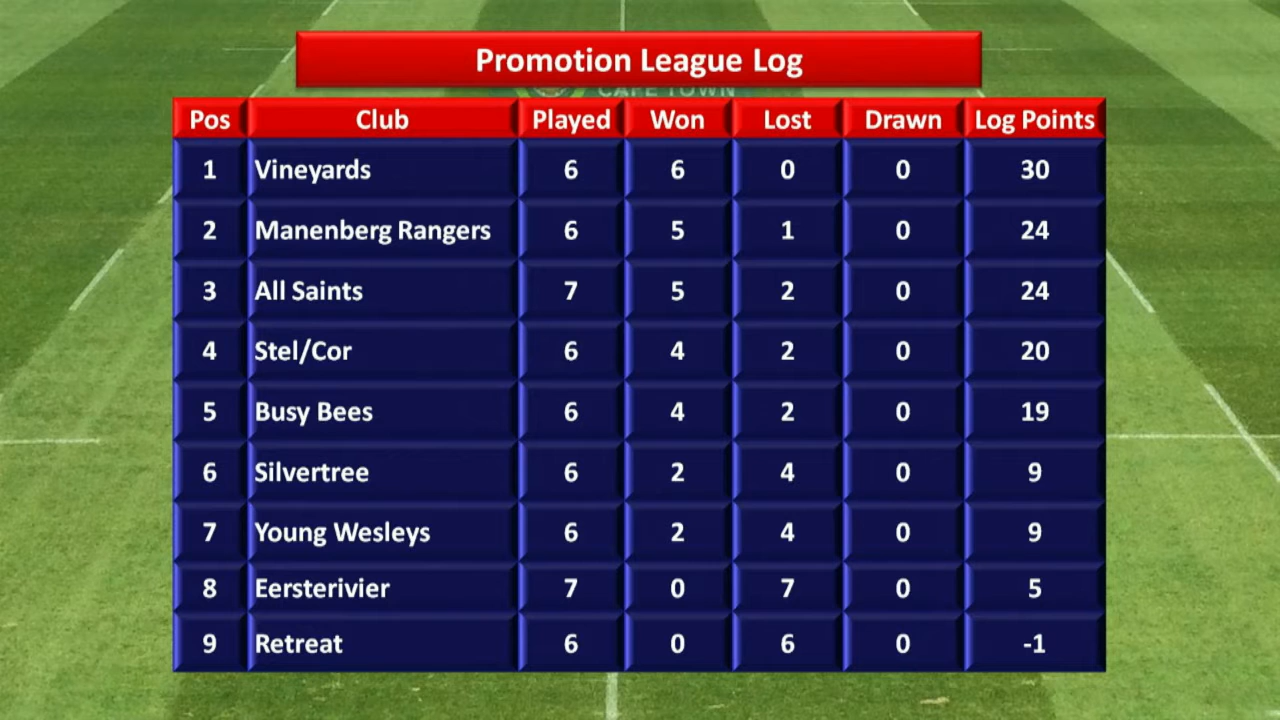 Promotion League Log
CAPE TOWN
Pos Club Played Won Lost Drawn Log Points
1 Vineyards 6 6 0 0 30
2 Manenberg Rangers 6 5 1 0 24
3 All Saints 7 5 2 0 24
4 Stel/Cor 6 4 2 0 20
5 Busy Bees 6 4 2 0 19
6 Silvertree 6 2 4 0 9
7 Young Wesleys 6 2 4 0 9
8 Eersterivier 7 0 7 0 5
9 Retreat 6 0 6 0 -1